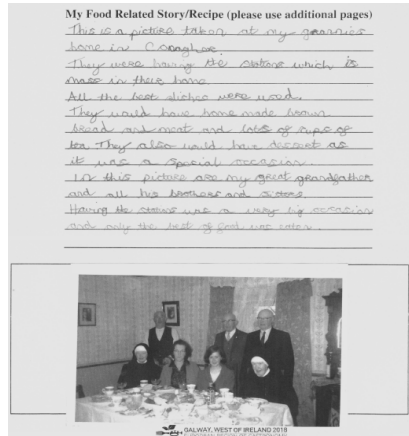 My Food Related Story/Recipe (please use additional pages)
This is a picture taken at my grannies
home in
They were having the stations which is
mass in their home
All the best dishes were used.
They would have home made brown
bread and meat and lots of cups of
tea They also would have dessert as
it was a special occasion
In this picture are my great grandfather
and all his brothers and sisters
Having the stations was a very big occasion
and only the best of food was eaten.
GALWAY, WEST OF IRELAND 2018